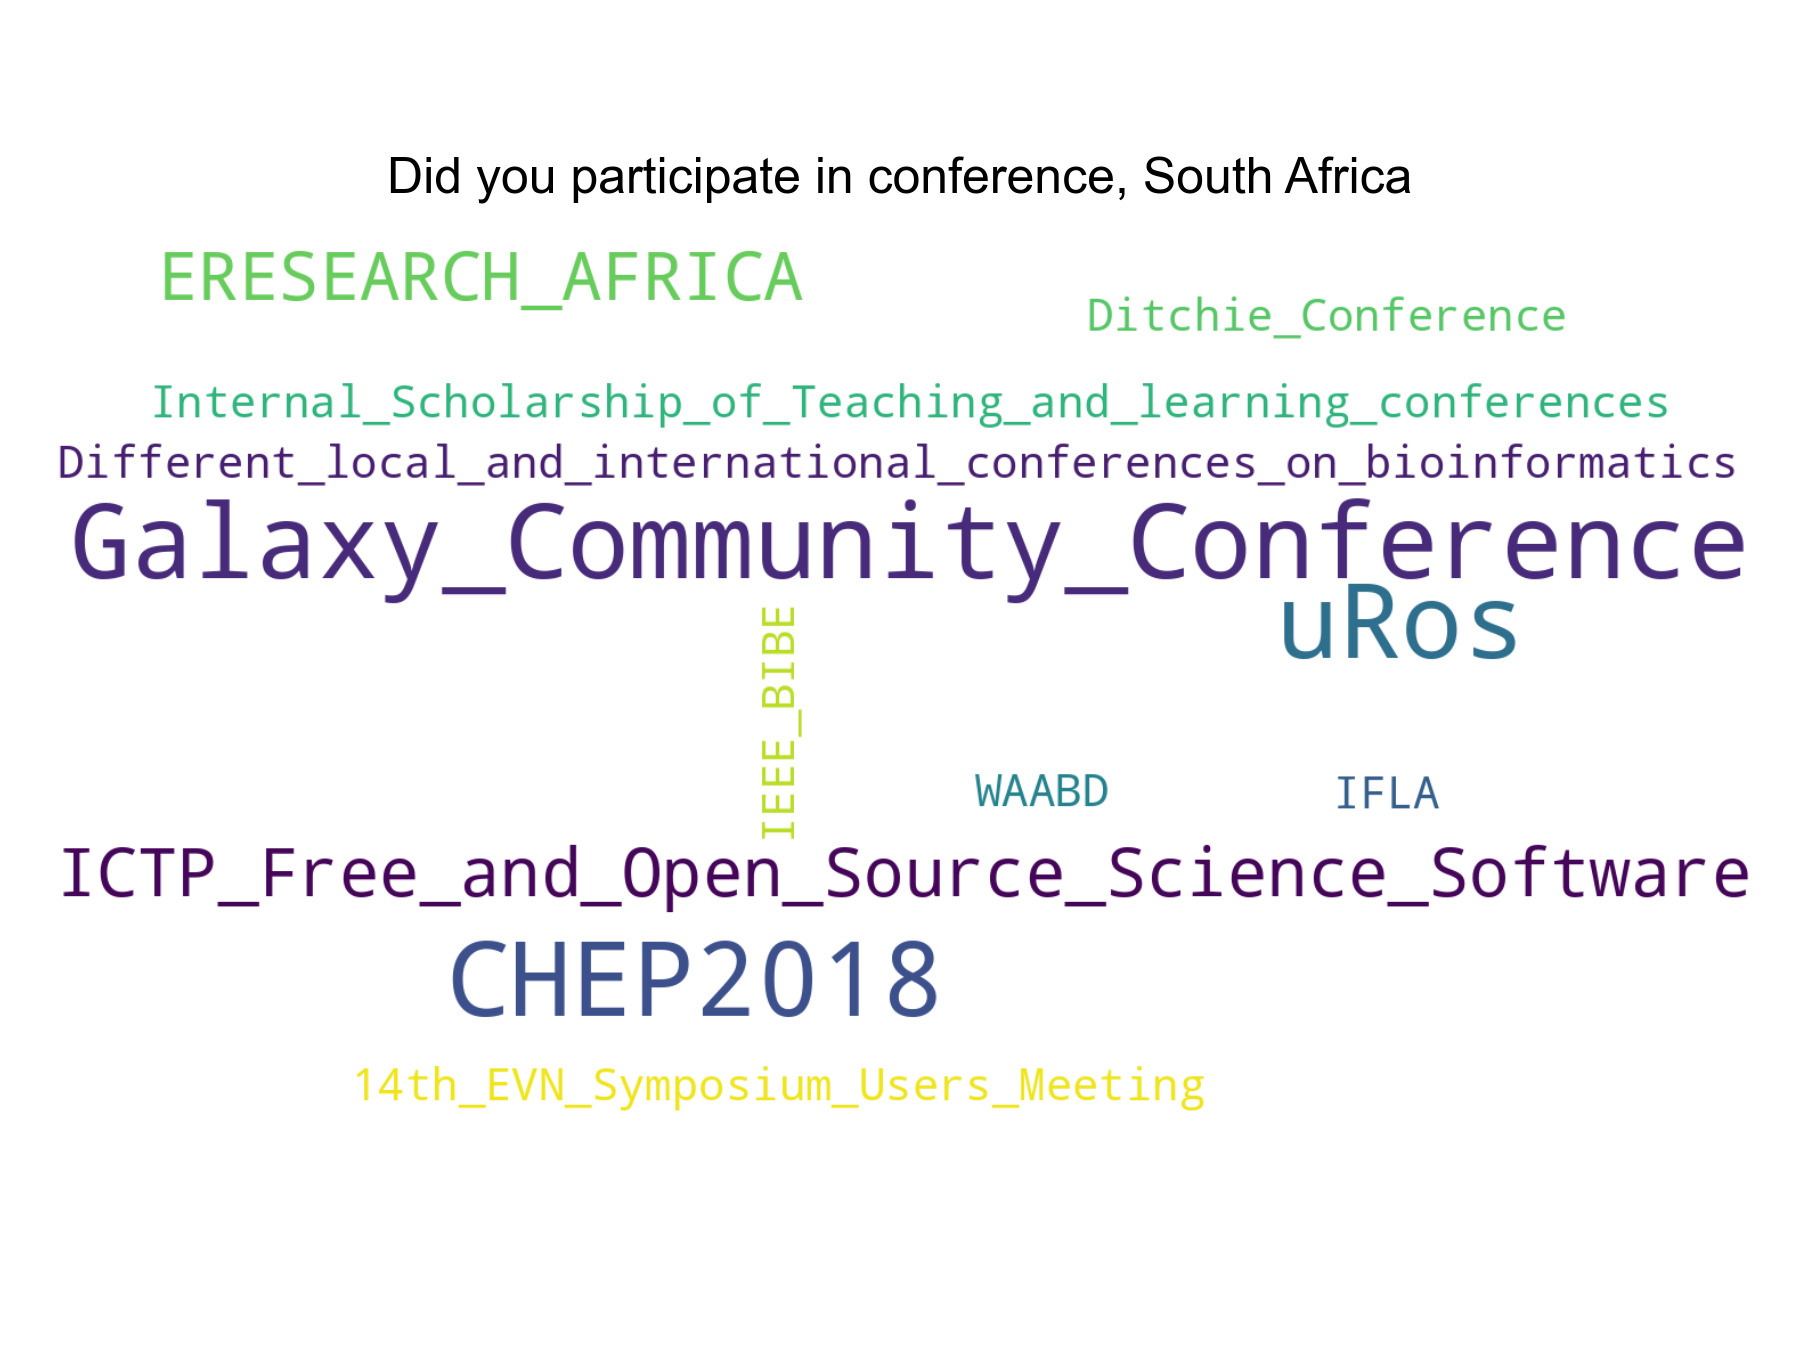 Did you participate in conference, South Africa
ERESEARCH_AFRICA
Ditchie_Conference
Internal_Scholarship_of_Teaching_and_learning_conferences
Different_local_and_international_conferences_on_bioinformatics
Galaxy_Community_Conference
uRos
IEEE_BIBE
WAABD
IFLA
ICTP_Free_and_Open_Source_Science_Software
CHEP2018
14th_EVN_Symposium_Users_Meeting